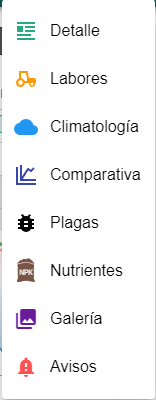 Detalle
Labores
Climatología
Comparativa
Plagas
NPK
Nutrientes
Galería
Avisos